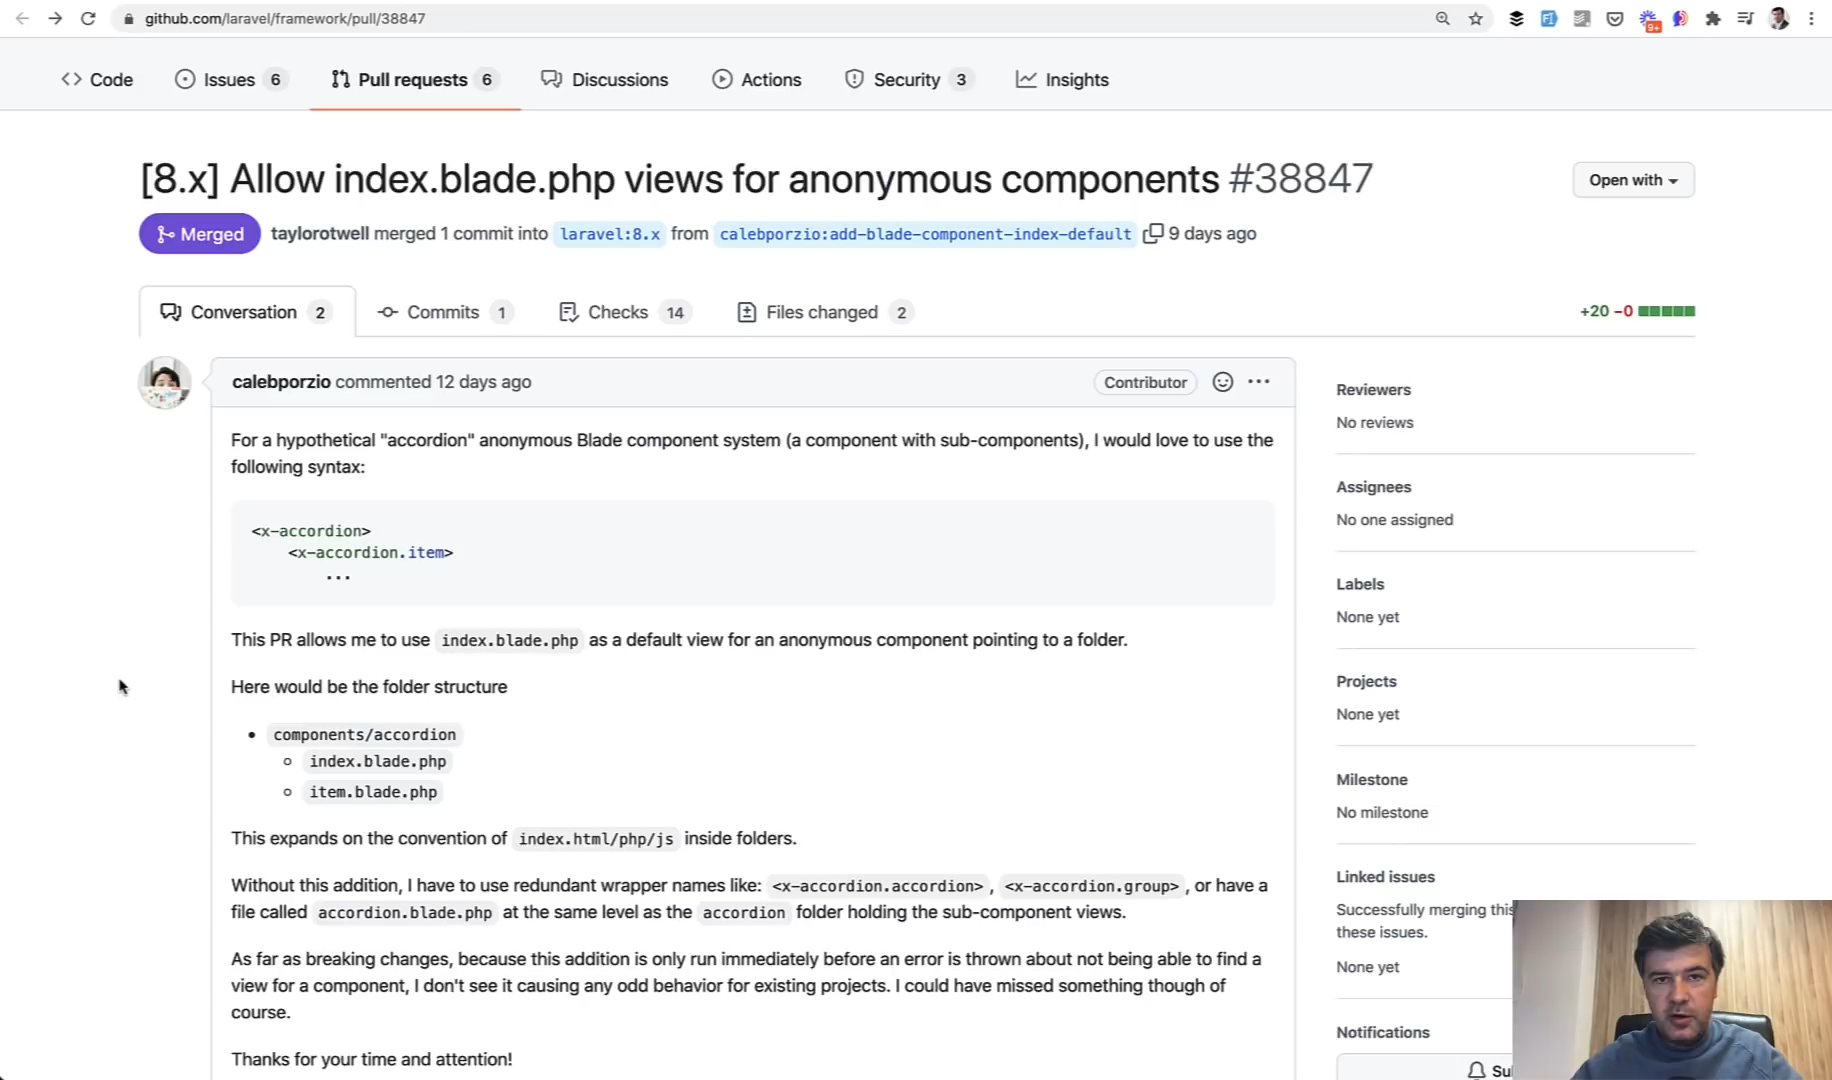 github.com/laravel/framework/pull/38847
9+
Code
Issues 6
Pull requests 6
Discussions
Actions
Security 3
Insights
[8.x] Allow index.blade.php views for anonymous components #38847
Open with
Merged
taylorotwell merged 1 commit into laravel:8.x from calebporzio:add-blade-component-index-default 9 days ago
Conversation 2
Commits 1
Checks 14
Files changed 2
+20 −0
calebporzio commented 12 days ago
Contributor
For a hypothetical "accordion" anonymous Blade component system (a component with sub-components), I would love to use the
following syntax:
<x-accordion>
<x-accordion.item>
...
This PR allows me to use index.blade.php as a default view for an anonymous component pointing to a folder.
Here would be the folder structure
components/accordion
index.blade.php
item.blade.php
This expands on the convention of index.html/php/js inside folders.
Without this addition, I have to use redundant wrapper names like: <x-accordion.accordion>, <x-accordion.group>, or have a
file called accordion.blade.php at the same level as the accordion folder holding the sub-component views.
As far as breaking changes, because this addition is only run immediately before an error is thrown about not being able to find a
view for a component, I don't see it causing any odd behavior for existing projects. I could have missed something though of
course.
Thanks for your time and attention!
Reviewers
No reviews
Assignees
No one assigned
Labels
None yet
Projects
None yet
Milestone
No milestone
Linked issues
Successfully merging this
these issues.
None yet
Notifications